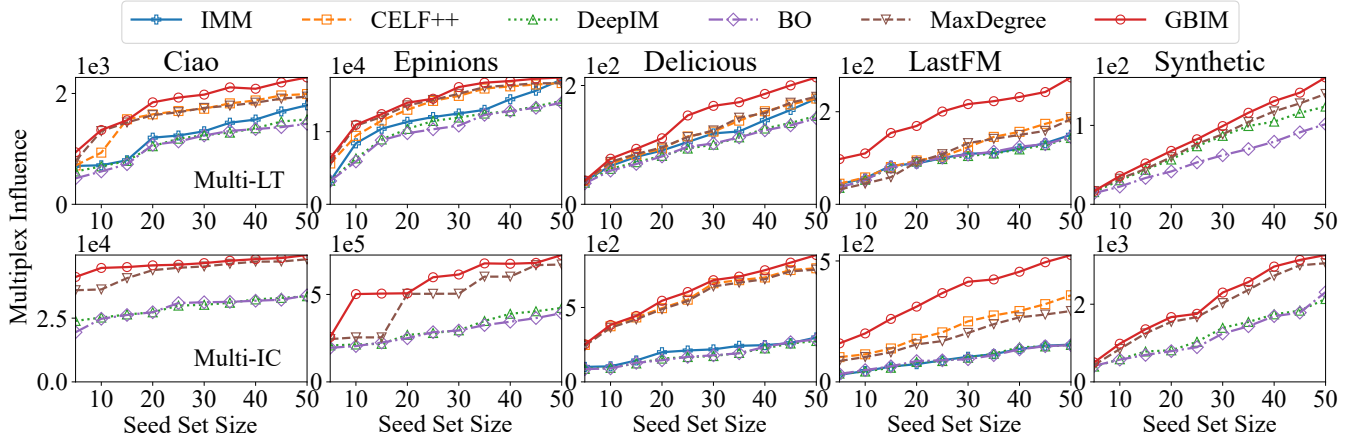 IMM CELF++ DeepIM BO MaxDegree GBIM
Ciao Epinions Delicious LastFM Synthetic
1e3 1e4 1e2 1e2 1e2
2 1 2 2 1
0 0 0 0 0
Multi-LT
10 20 30 40 50 10 20 30 40 50 10 20 30 40 50 10 20 30 40 50 10 20 30 40 50
Multiplex Influence
1e4 1e5 1e2 1e2 1e3
2.5 5 5 5 2
0.0 0 0 0 0
Multi-IC
10 20 30 40 50 10 20 30 40 50 10 20 30 40 50 10 20 30 40 50 10 20 30 40 50
Seed Set Size Seed Set Size Seed Set Size Seed Set Size Seed Set Size